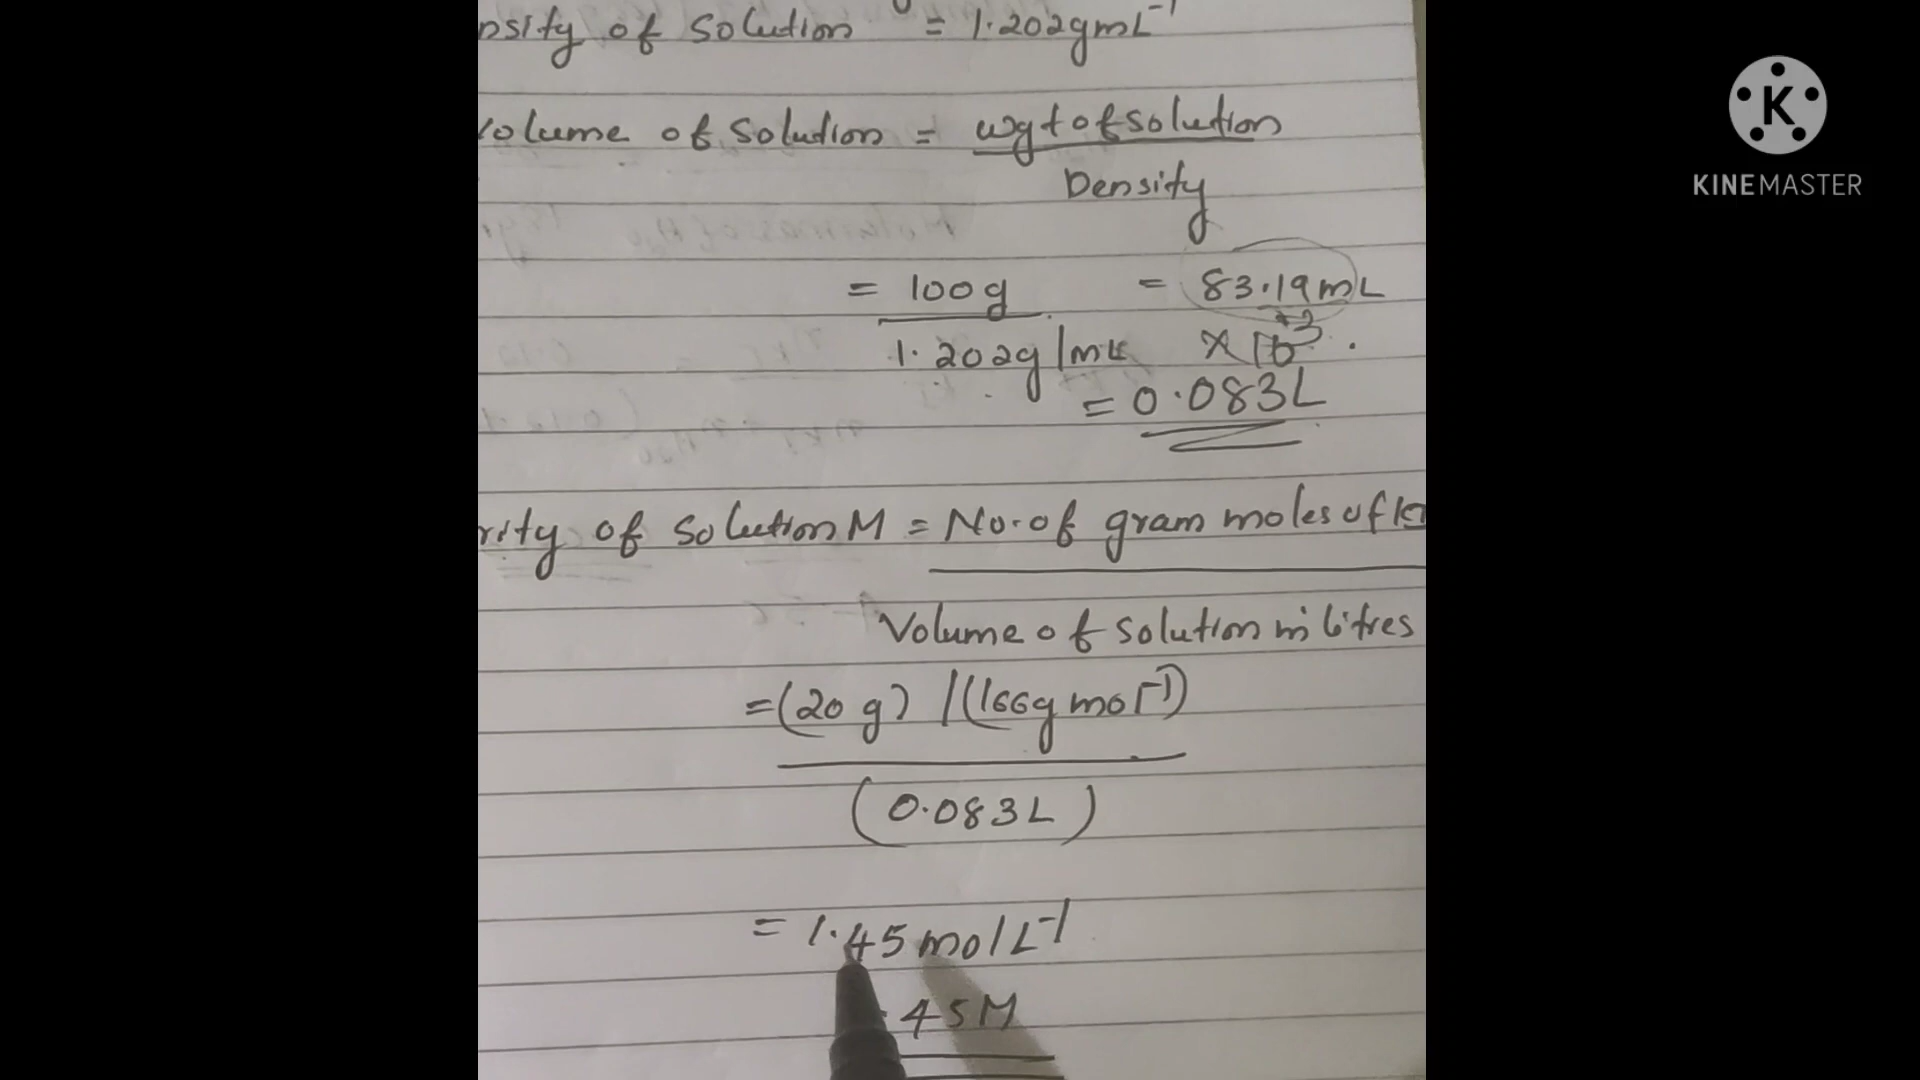 nsity of solution = 1.202gmL⁻¹
Volume of solution = wgt of solution
Density
= 100g = 83.19mL
1.202g/mL × 10⁻³.
= 0.083L
rity of solution M = No. of gram moles of
Volume of solution in litres
= (20 g) / (166g mol⁻¹)
(0.083L)
= 1.45 mol L⁻¹
.45M
K
KINEMASTER